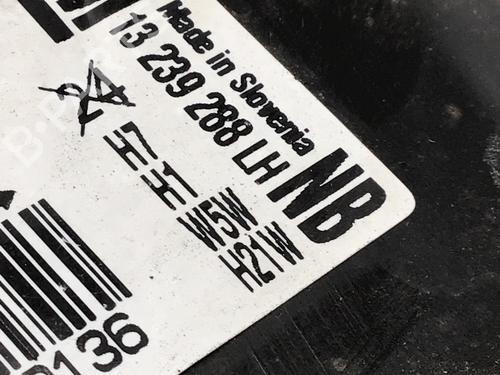 Made in Slovenia
13 239 288 LH
NB
H7
H1
W5W
H21W
136